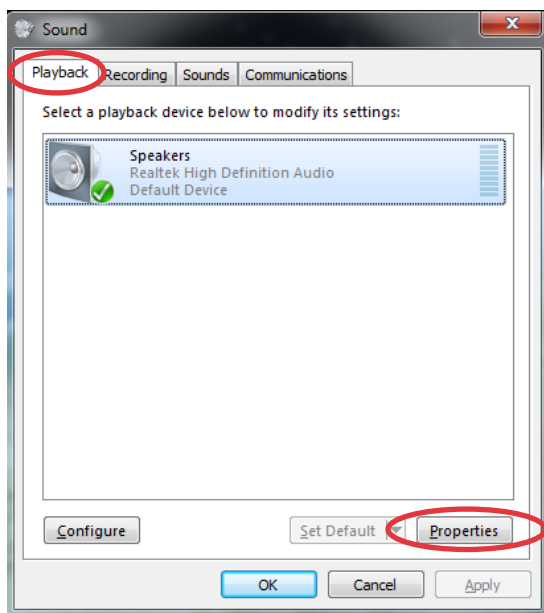 Sound
Playback Recording Sounds Communications
Select a playback device below to modify its settings:
Speakers
Realtek High Definition Audio
Default Device
Configure Set Default Properties
OK Cancel Apply